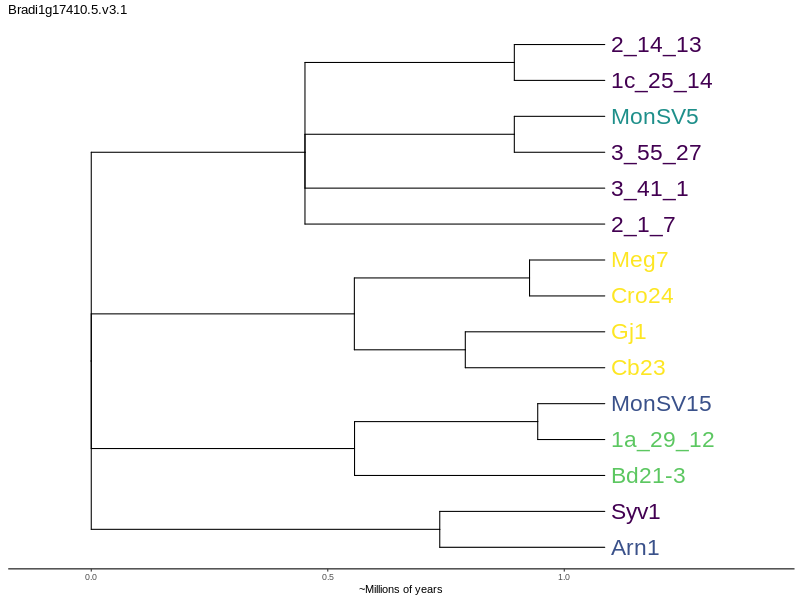 Bradi1g17410.5.v3.1
2_14_13
1c_25_14
MonSV5
3_55_27
3_41_1
2_1_7
Meg7
Cro24
Gj1
Cb23
MonSV15
1a_29_12
Bd21-3
Syv1
Arn1
0.0 0.5 1.0
~Millions of years